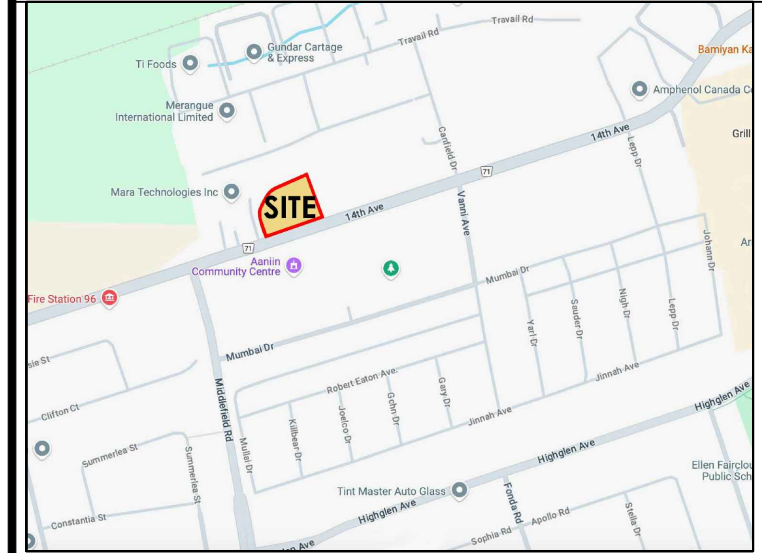 Travail Rd
Travail Rd
Gundar Cartage
& Express
Ti Foods
Bamiyan Ka
Amphenol Canada Co
Merangue
International Limited
14th Ave
Grill
Canfield Dr
Lepp Dr
71
Mara Technologies Inc
SITE
14th Ave
Vanni Ave
71
Johann Dr
Ar
Aaniin
Community Centre
Mumbai Dr
Fire Station 96
Yarl Dr
Sauder Dr
Nigh Dr
Lepp Dr
sie St
Mumbai Dr
Robert Eaton Ave.
Jinnah Ave
Middlefield Rd
Clifton Ct
Mullai Dr
Killbear Dr
Joelco Dr
Gohn Dr
Gary Dr
Jinnah Ave
Highglen Ave
Summerlea St
Summerlea St
Highglen Ave
Ellen Fairclou
Public Sch
Tint Master Auto Glass
Highglen Ave
Fonda Rd
Apollo Rd
Stella Dr
Constantia St
Sophia Rd
en Ave